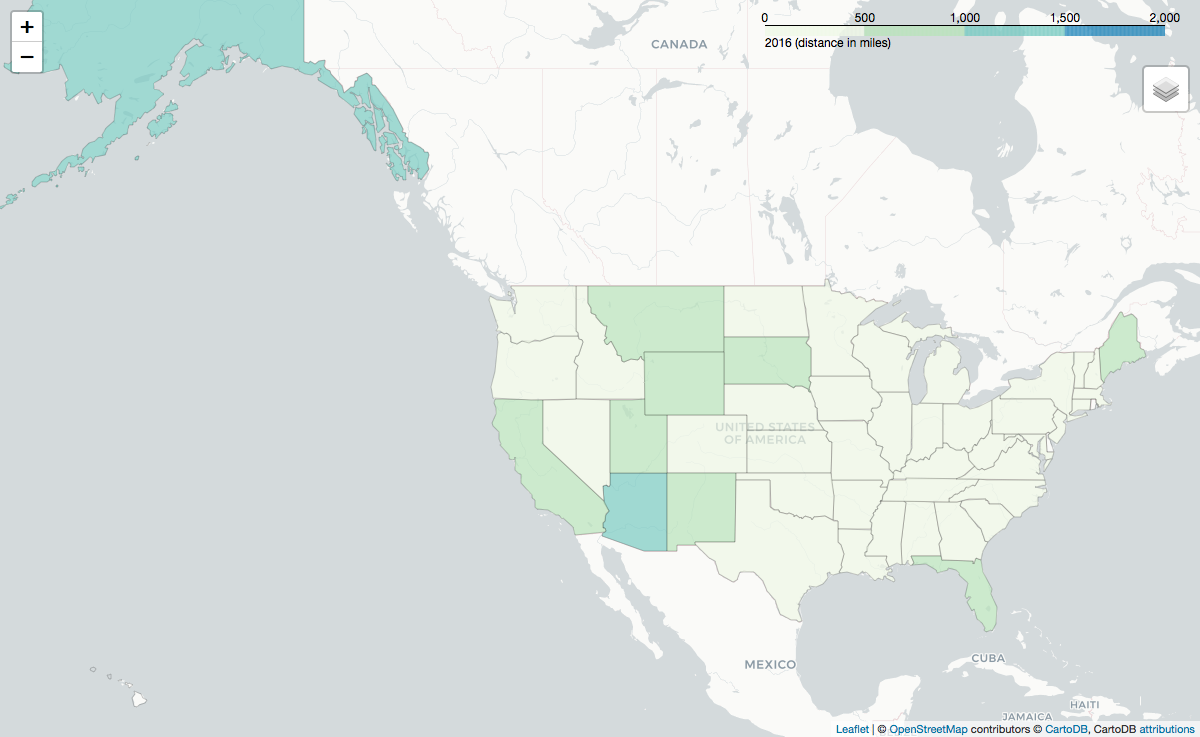 +
−
0 500 1,000 1,500 2,000
2016 (distance in miles)
CANADA
UNITED STATES
OF AMERICA
MEXICO
CUBA
HAITI
JAMAICA
Leaflet | © OpenStreetMap contributors © CartoDB, CartoDB attributions